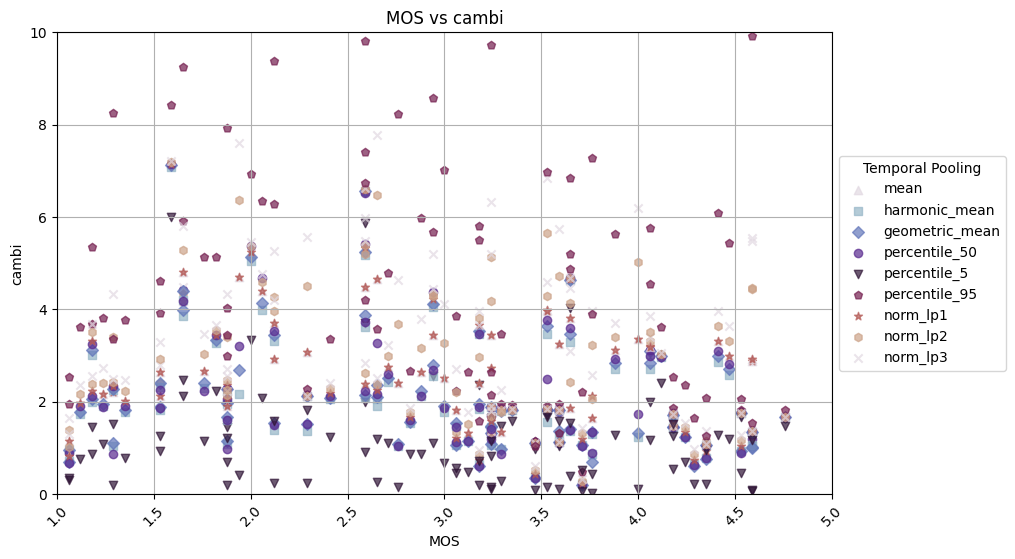 MOS vs cambi
cambi
10
8
6
4
2
0
1.0
1.5
2.0
2.5
3.0
3.5
4.0
4.5
5.0
MOS
Temporal Pooling
mean
harmonic_mean
geometric_mean
percentile_50
percentile_5
percentile_95
norm_lp1
norm_lp2
norm_lp3